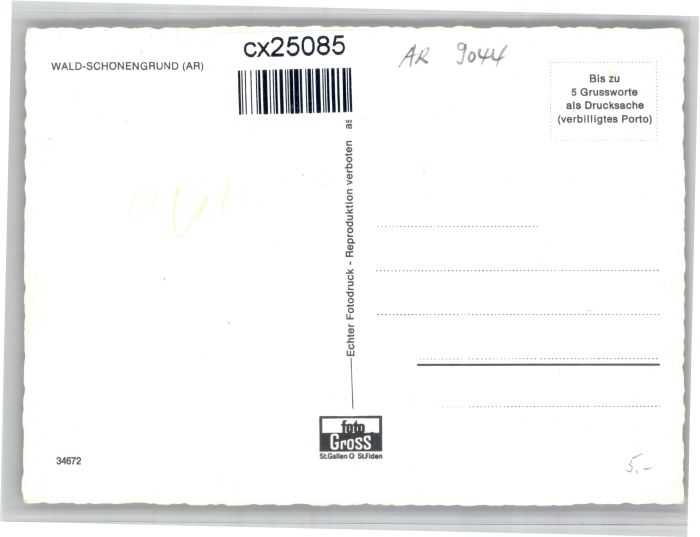 WALD-SCHÖNENGRUND (AR)
cx25085
AR 9044
Bis zu
5 Grussworte
als Drucksache
(verbilligtes Porto)
Echter Fotodruck - Reproduktion verboten
foto
Gross
St.Gallen O St.Fiden
34672
5.-